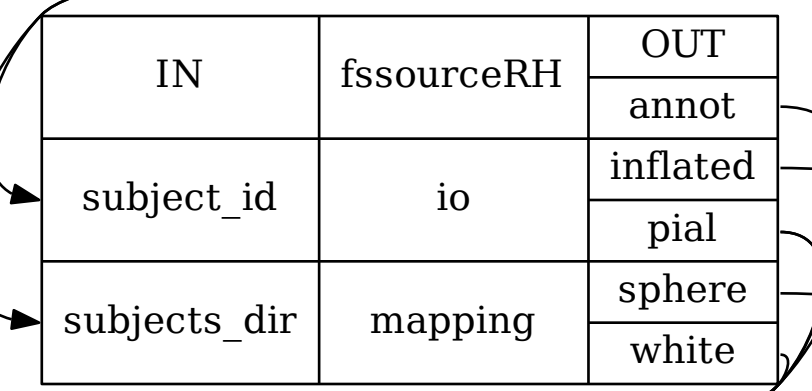 IN
fssourceRH
OUT
annot
subject_id
io
inflated
pial
subjects_dir
mapping
sphere
white